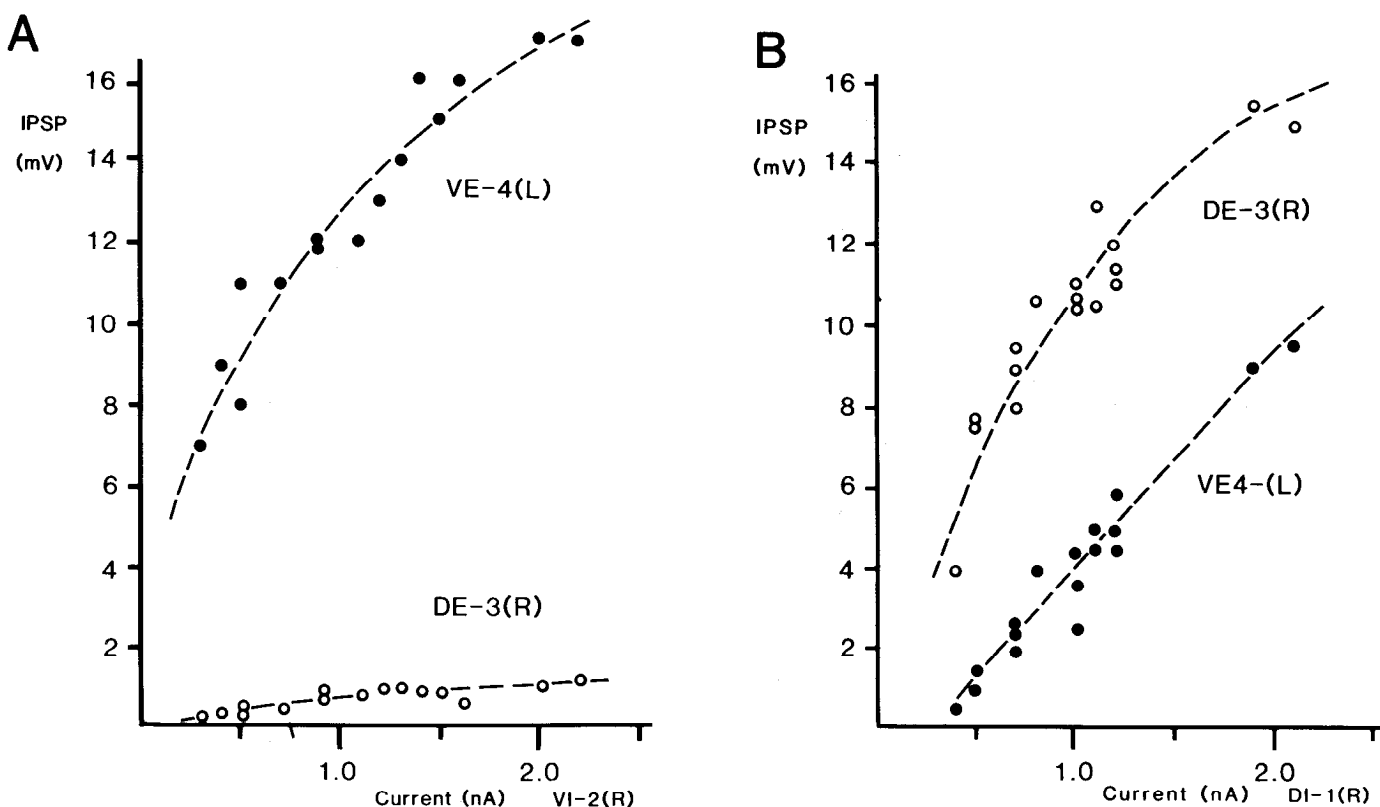 A
IPSP
(mV)
16
14
12
10
8
6
4
2
VE-4(L)
DE-3(R)
1.0
2.0
Current (nA)
VI-2(R)
B
IPSP
(mV)
16
14
12
10
8
6
4
2
DE-3(R)
VE4-(L)
1.0
2.0
Current (nA)
DI-1(R)